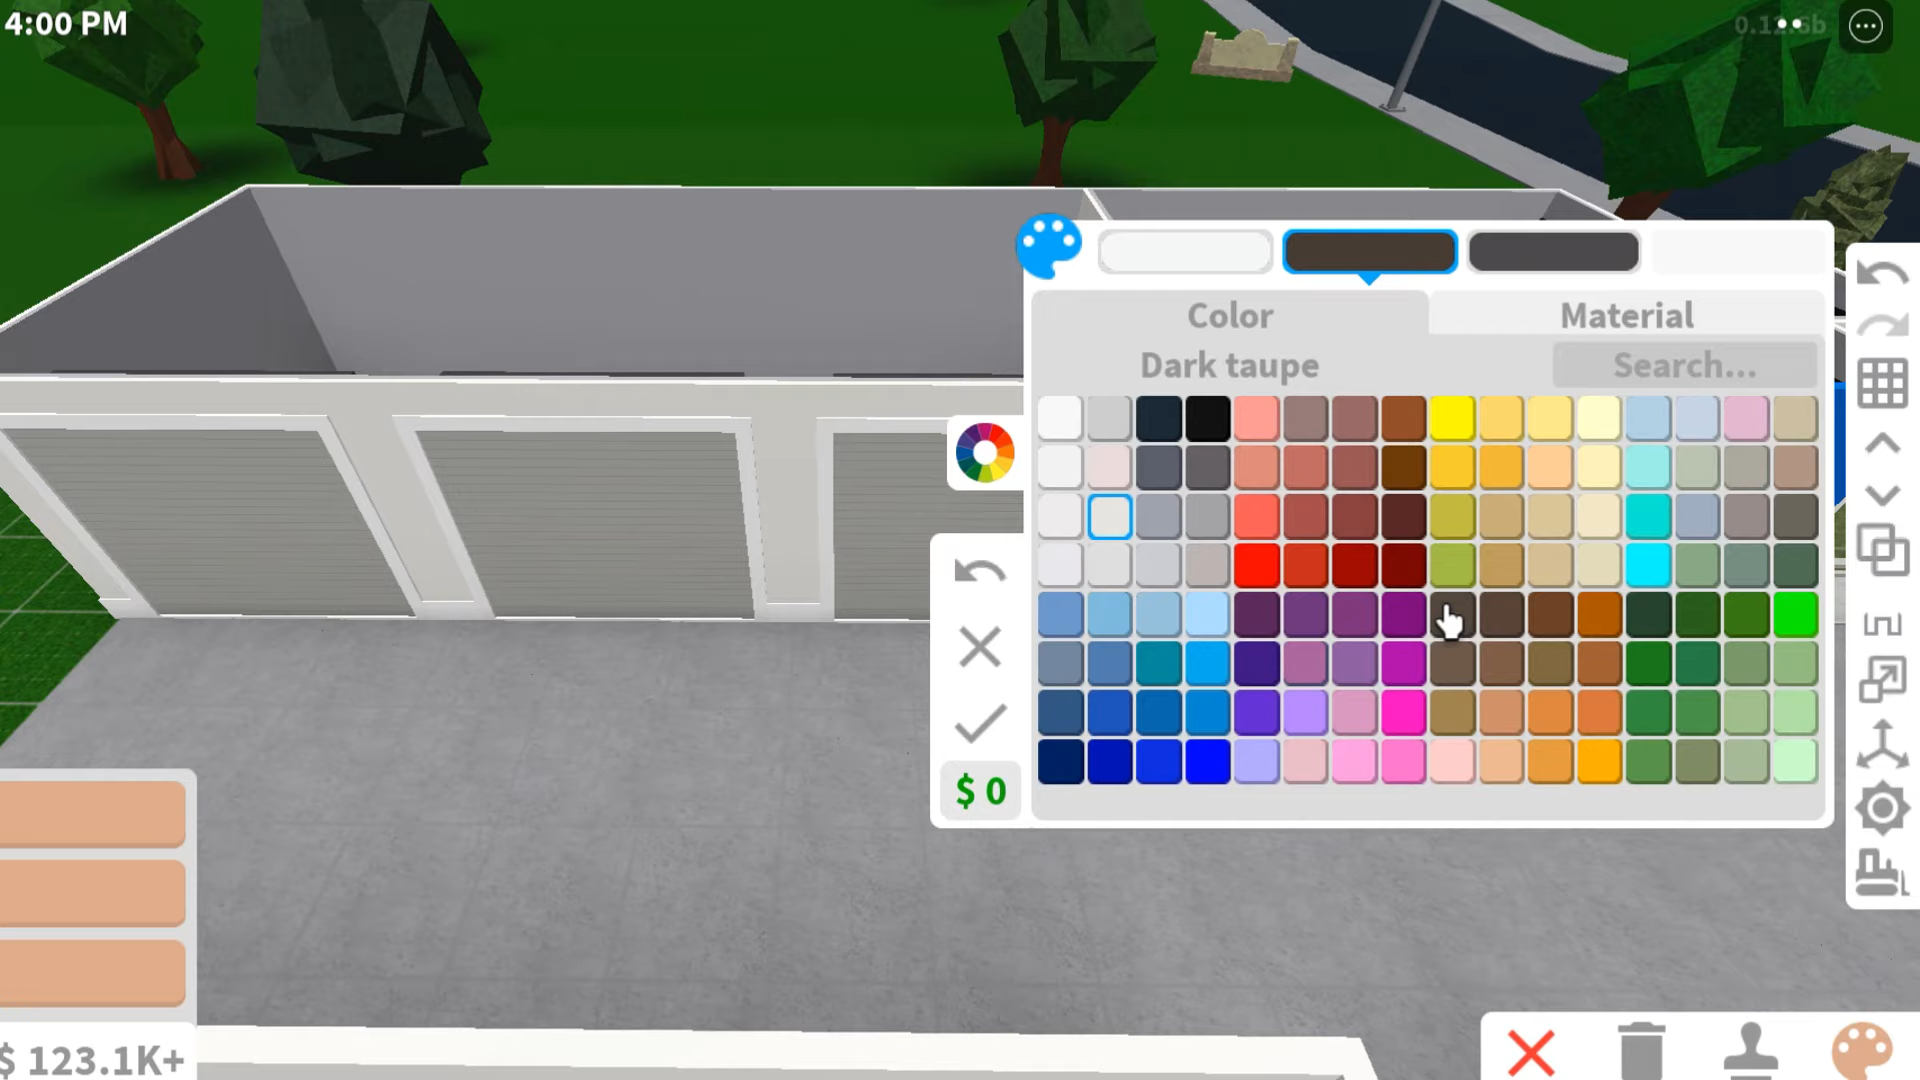 4:00 PM
Color
Material
Dark taupe
Search...
$ 0
$ 123.1K+